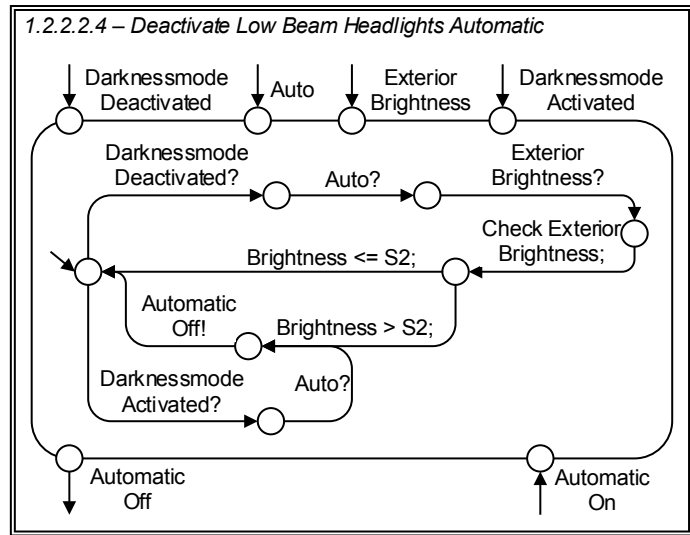 1.2.2.2.4 – Deactivate Low Beam Headlights Automatic
Darknessmode
Deactivated
Auto
Exterior
Brightness
Darknessmode
Activated
Darknessmode
Deactivated?
Auto?
Exterior
Brightness?
Check Exterior
Brightness;
Brightness <= S2;
Automatic
Off!
Brightness > S2;
Darknessmode
Activated?
Auto?
Automatic
Off
Automatic
On